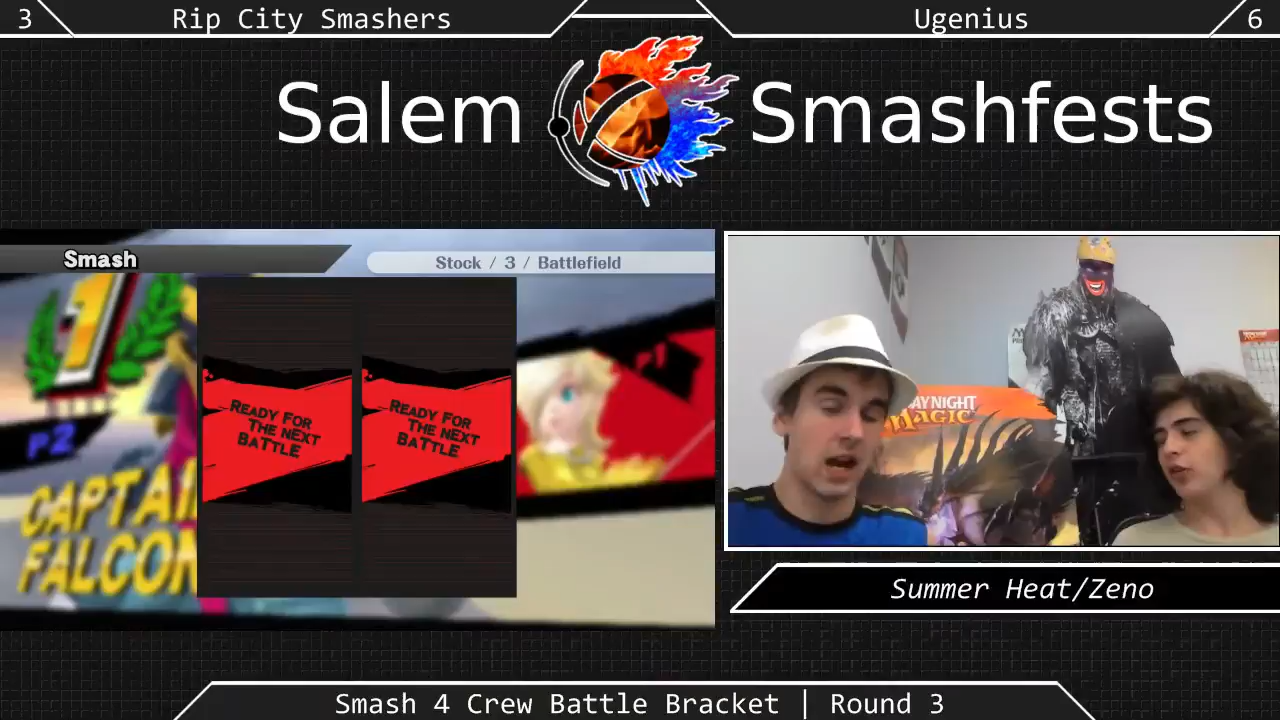 3
Rip City Smashers
Ugenius
6
Salem
Smashfests
Smash
Stock / 3 / Battlefield
1
P2
CAPTAIN
FALCON
READY FOR
THE NEXT
BATTLE
READY FOR
THE NEXT
BATTLE
MAGIC
Summer Heat/Zeno
Smash 4 Crew Battle Bracket | Round 3